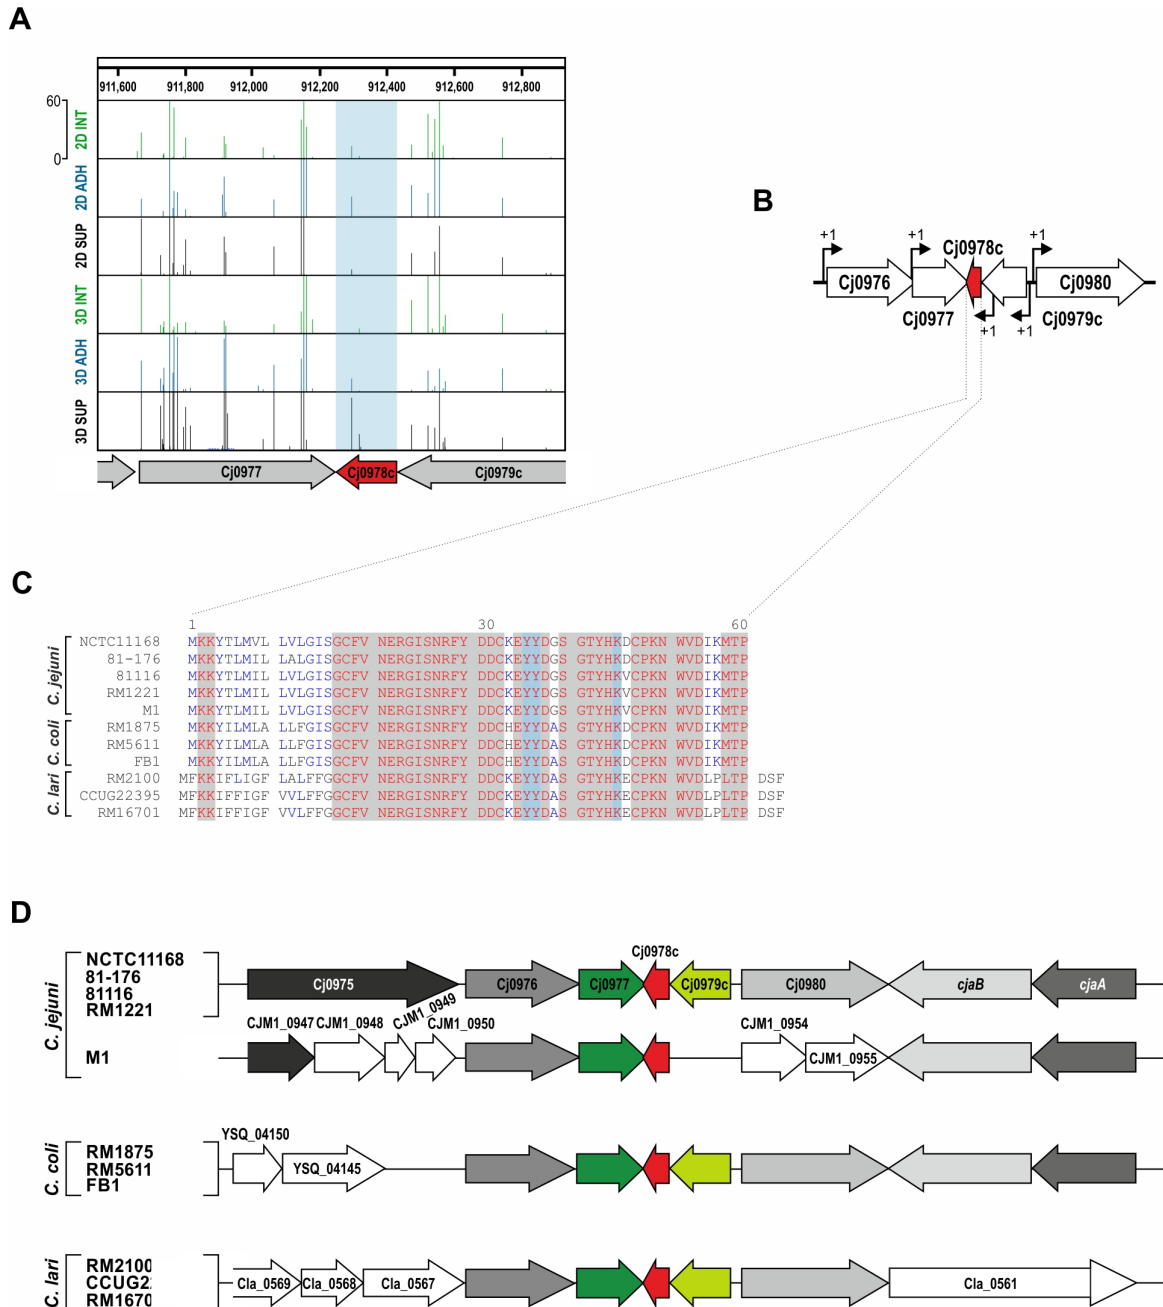 A
911,600 911,800 912,000 912,200 912,400 912,600 912,800
60
0
2D INT
2D ADH
2D SUP
3D INT
3D ADH
3D SUP
Cj0977 Cj0978c Cj0979c
B
+1 +1 Cj0978c +1
Cj0976 Cj0980
Cj0977 +1 +1 Cj0979c
C
1 30 60
C. jejuni
NCTC11168 MKKYTLMVL LVLGISGCFV NERGISNRFY DDCKEYYDGS GTYHKDCPKN WVDIKMTP
81-176 MKKYTLMIL LALGISGCFV NERGISNRFY DDCKEYYDGS GTYHKDCPKN WVDIKMTP
81116 MKKYTLMIL LVLGISGCFV NERGISNRFY DDCKEYYDGS GTYHKVCPKN WVDIKMTP
RM1221 MKKYTLMIL LVLGISGCFV NERGISNRFY DDCKEYYDGS GTYHKVCPKN WVDIKMTP
M1 MKKYTLMIL LVLGISGCFV NERGISNRFY DDCKEYYDGS GTYHKVCPKN WVDIKMTP
C. coli
RM1875 MKKYILMLA LLFGISGCFV NERGISNRFY DDCHEYYDAS GTYHKDCPKN WVDIKMTP
RM5611 MKKYILMLA LLFGISGCFV NERGISNRFY DDCHEYYDAS GTYHKDCPKN WVDIKMTP
FB1 MKKYILMLA LLFGISGCFV NERGISNRFY DDCHEYYDAS GTYHKDCPKN WVDIKMTP
C. lari
RM2100 MFKKIFLIGF LALFFGGCFV NERGISNRFY DDCKEYYDAS GTYHKECPKN WVDLPLTP DSF
CCUG22395 MFKKIFFIGF VVLFFGGCFV NERGISNRFY DDCKEYYDAS GTYHKECPKN WVDLPLTP DSF
RM16701 MFKKIFFIGF VVLFFGGCFV NERGISNRFY DDCKEYYDAS GTYHKECPKN WVDLPLTP DSF
D
C. jejuni
NCTC11168
81-176
81116
RM1221
Cj0978c
Cj0975 Cj0976 Cj0977 Cj0979c Cj0980 cjaB cjaA
M1
CJM1_0947 CJM1_0948 CJM1_0949 CJM1_0950 CJM1_0954
CJM1_0955
C. coli
RM1875
RM5611
FB1
YSQ_04150
YSQ_04145
C. lari
RM2100
CCUG2
RM1670
Cla_0569 Cla_0568 Cla_0567 Cla_0561